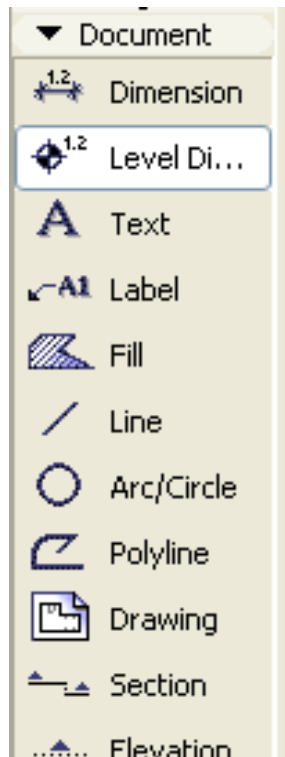 Document
1.2 Dimension
1.2 Level Di...
A Text
A1 Label
Fill
Line
Arc/Circle
Polyline
Drawing
Section
Elevation